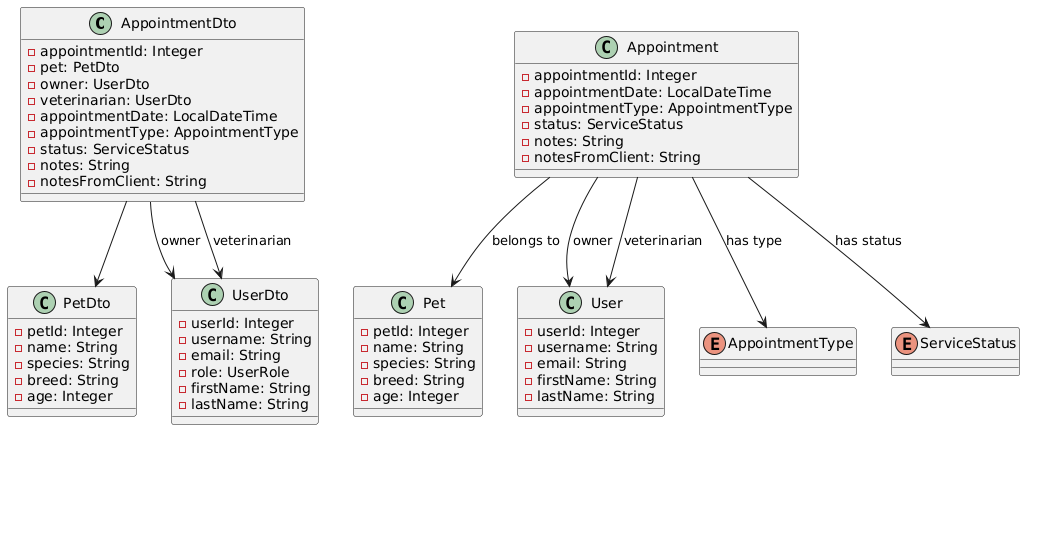 C AppointmentDto
appointmentId: Integer
pet: PetDto
owner: UserDto
veterinarian: UserDto
appointmentDate: LocalDateTime
appointmentType: AppointmentType
status: ServiceStatus
notes: String
notesFromClient: String
C Appointment
appointmentId: Integer
appointmentDate: LocalDateTime
appointmentType: AppointmentType
status: ServiceStatus
notes: String
notesFromClient: String
owner
veterinarian
belongs to
owner
veterinarian
has type
has status
C PetDto
petId: Integer
name: String
species: String
breed: String
age: Integer
C UserDto
userId: Integer
username: String
email: String
role: UserRole
firstName: String
lastName: String
C Pet
petId: Integer
name: String
species: String
breed: String
age: Integer
C User
userId: Integer
username: String
email: String
firstName: String
lastName: String
E AppointmentType
E ServiceStatus